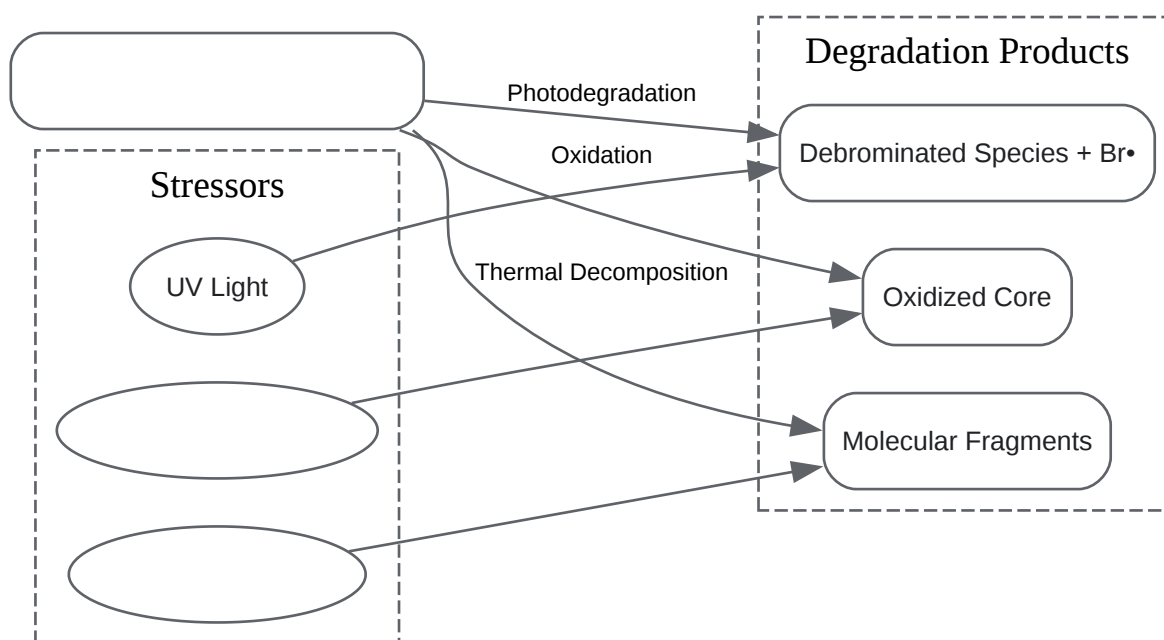 Degradation Products
Photodegradation
Debrominated Species + Br•
Oxidation
Stressors
UV Light
Thermal Decomposition
Oxidized Core
Molecular Fragments